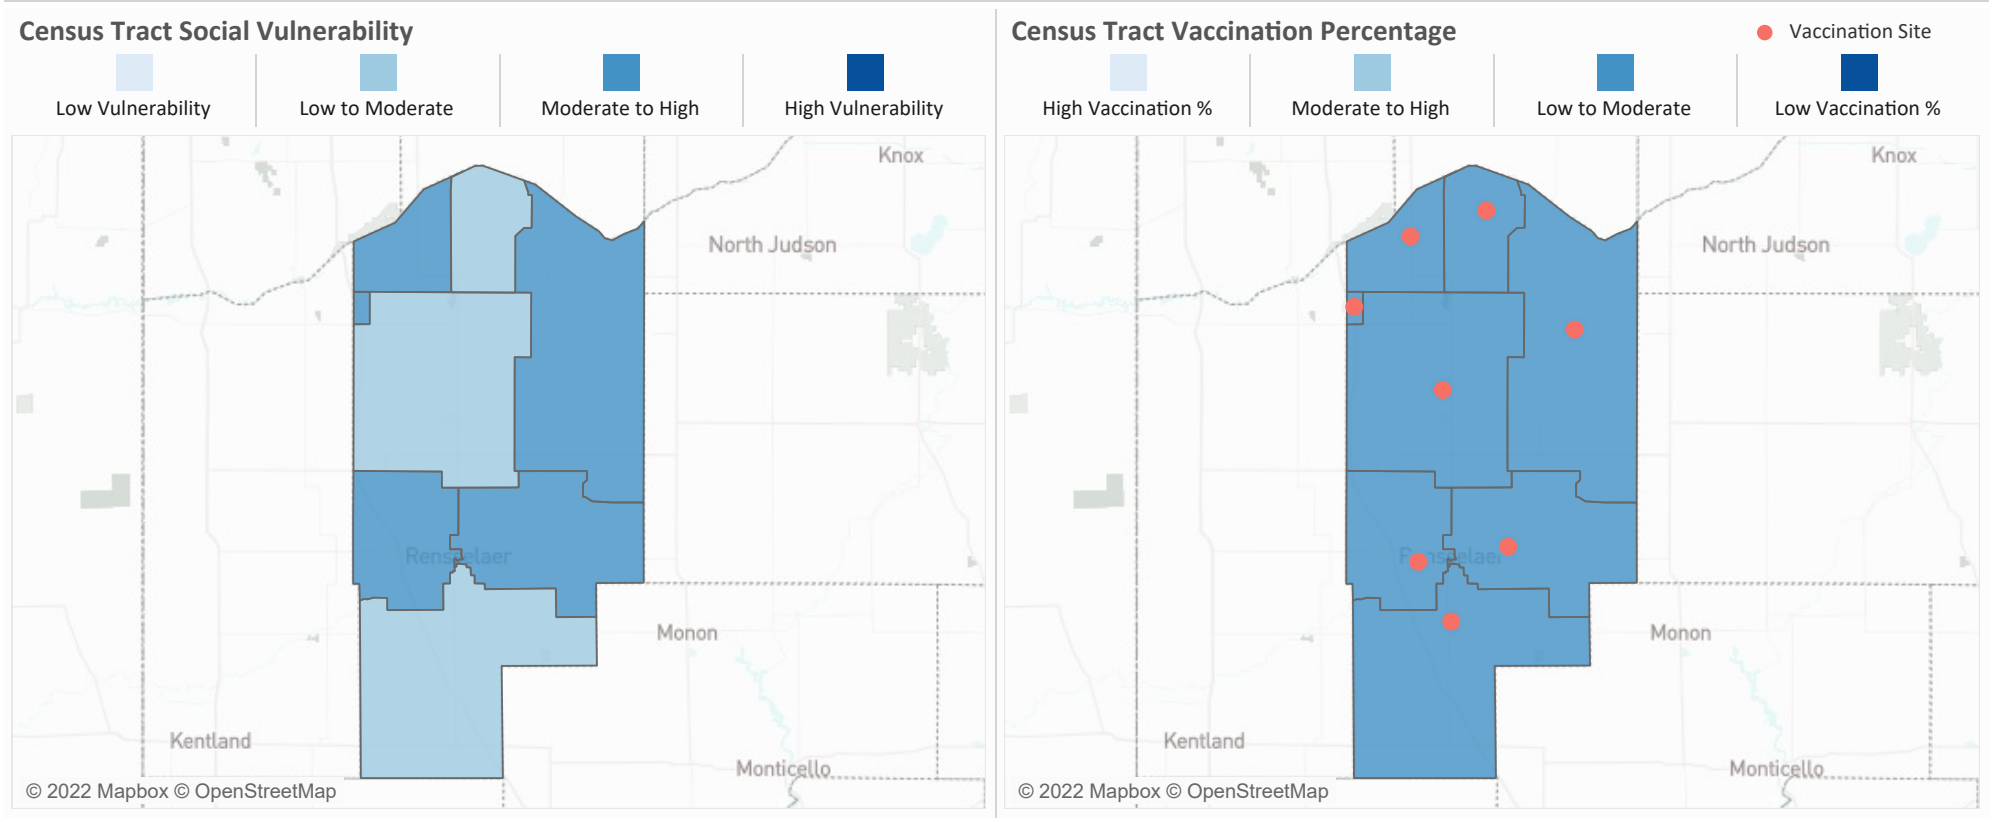 Census Tract Social Vulnerability
Low Vulnerability
Low to Moderate
Moderate to High
High Vulnerability
Knox
North Judson
Rensselaer
Monon
Kentland
Monticello
© 2022 Mapbox © OpenStreetMap
Census Tract Vaccination Percentage
Vaccination Site
High Vaccination %
Moderate to High
Low to Moderate
Low Vaccination %
Knox
North Judson
Rensselaer
Monon
Kentland
Monticello
© 2022 Mapbox © OpenStreetMap